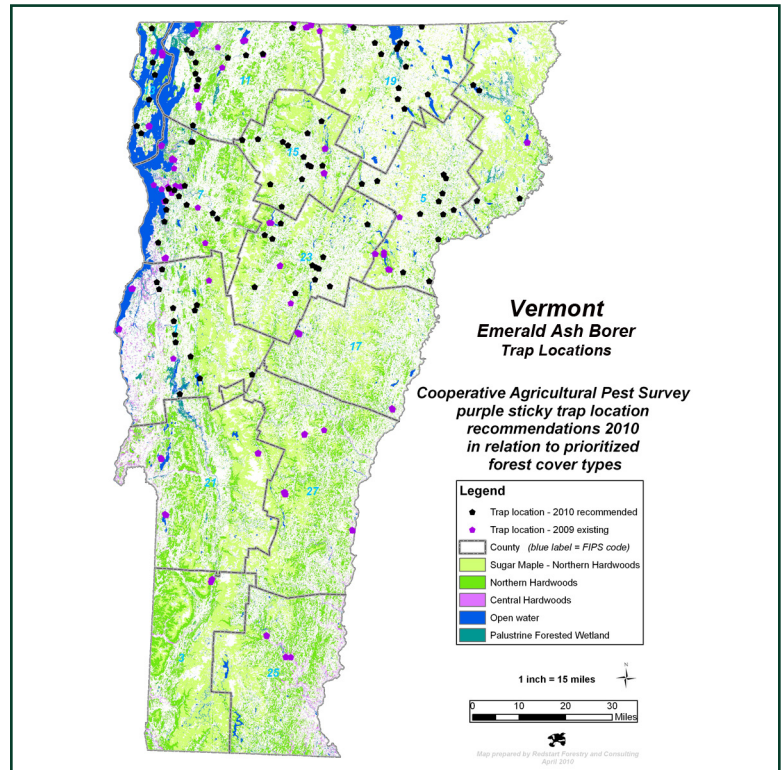 11
19
9
13
15
7
5
23
1
17
21
27
3
25
Vermont
Emerald Ash Borer
Trap Locations
Cooperative Agricultural Pest Survey
purple sticky trap location
recommendations 2010
in relation to prioritized
forest cover types
Legend
Trap location - 2010 recommended
Trap location - 2009 existing
County (blue label = FIPS code)
Sugar Maple - Northern Hardwoods
Northern Hardwoods
Central Hardwoods
Open water
Palustrine Forested Wetland
1 inch = 15 miles
N
0 10 20 30
Miles
Map prepared by Redstart Forestry and Consulting
April 2010